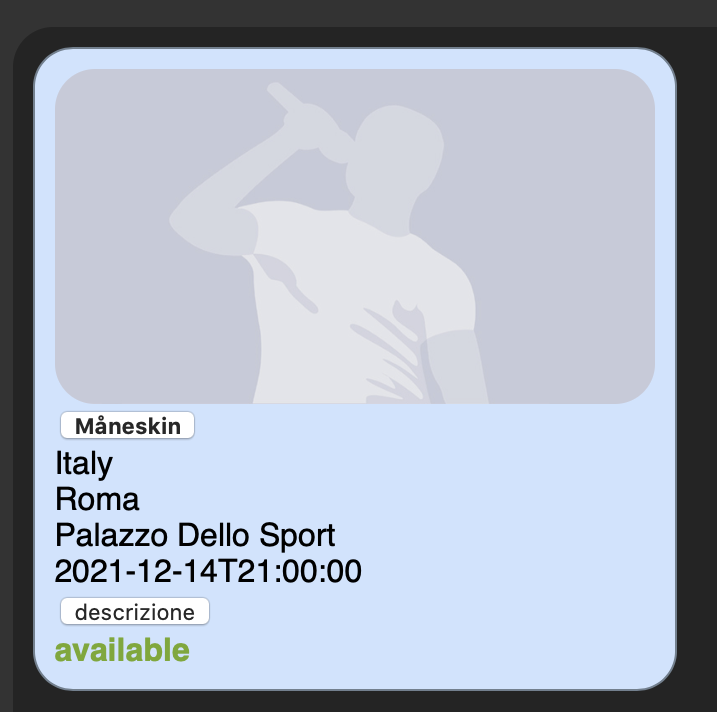 Måneskin
Italy
Roma
Palazzo Dello Sport
2021-12-14T21:00:00
descrizione
available